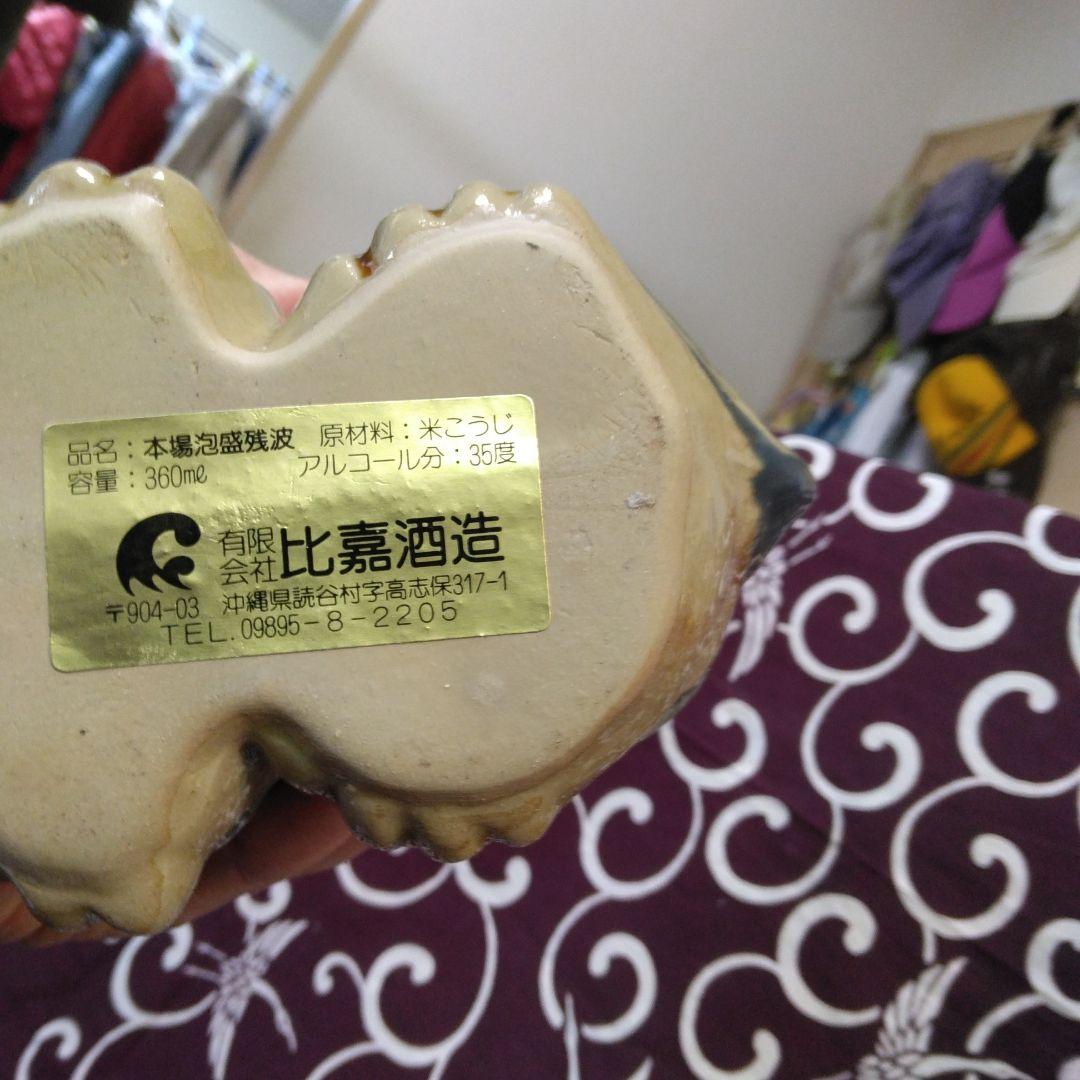 品名：本場泡盛残波 原材料：米こうじ
容量：360mℓ アルコール分：35度
有限会社 比嘉酒造
〒904-03 沖縄県読谷村字高志保317-1
TEL.09895-8-2205